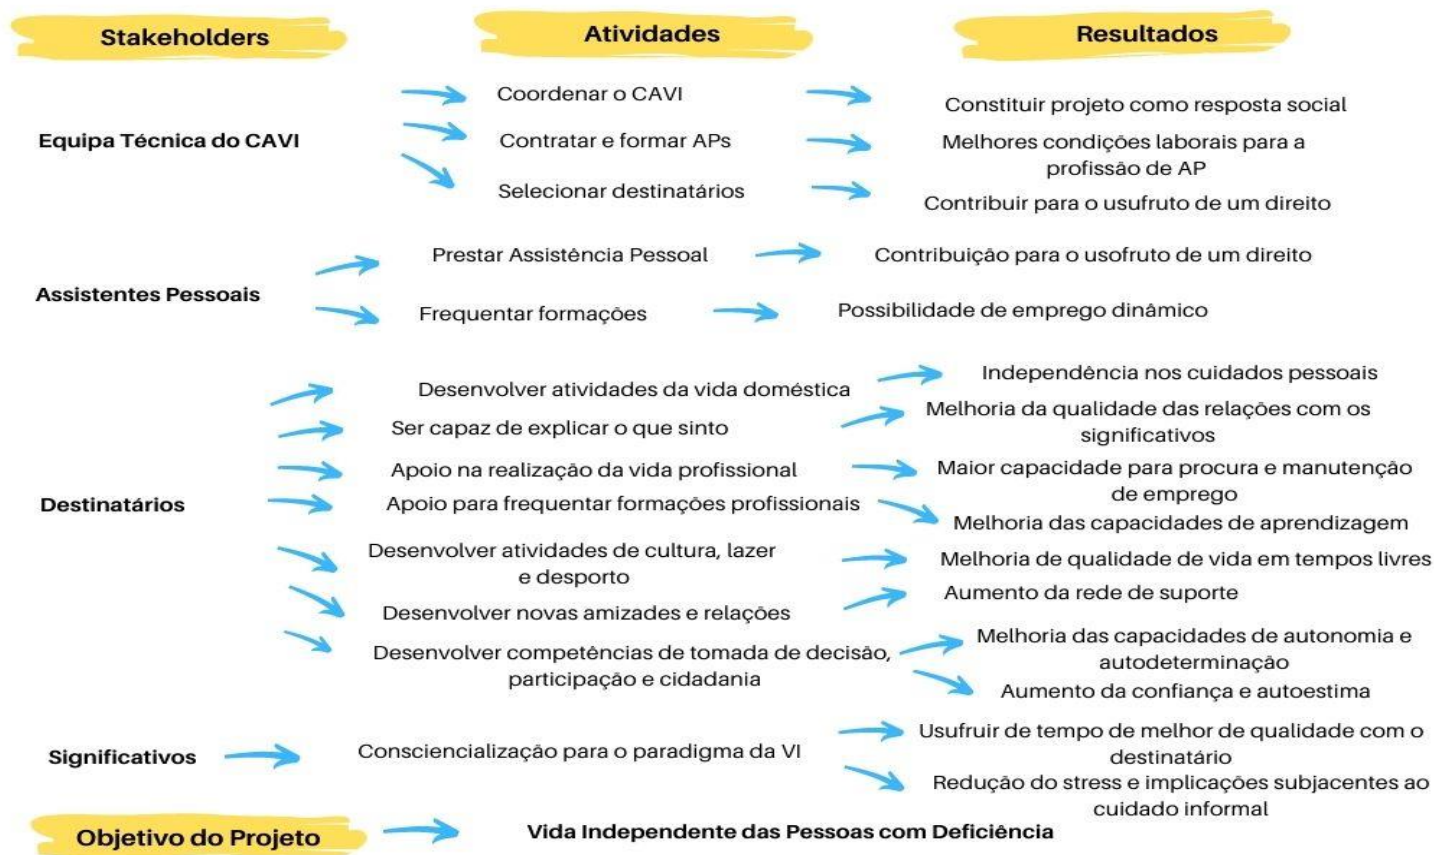 Stakeholders
Atividades
Resultados
Equipa Técnica do CAVI
Coordenar o CAVI
Constituir projeto como resposta social
Contratar e formar APs
Melhores condições laborais para a
profissão de AP
Selecionar destinatários
Contribuir para o usufruto de um direito
Assistentes Pessoais
Prestar Assistência Pessoal
Contribuição para o usofruto de um direito
Frequentar formações
Possibilidade de emprego dinâmico
Destinatários
Desenvolver atividades da vida doméstica
Independência nos cuidados pessoais
Ser capaz de explicar o que sinto
Melhoria da qualidade das relações com os
significativos
Apoio na realização da vida profissional
Maior capacidade para procura e manutenção
de emprego
Apoio para frequentar formações profissionais
Melhoria das capacidades de aprendizagem
Desenvolver atividades de cultura, lazer
e desporto
Melhoria de qualidade de vida em tempos livres
Desenvolver novas amizades e relações
Aumento da rede de suporte
Desenvolver competências de tomada de decisão,
participação e cidadania
Melhoria das capacidades de autonomia e
autodeterminação
Aumento da confiança e autoestima
Significativos
Consciencialização para o paradigma da VI
Usufruir de tempo de melhor de qualidade com o
destinatário
Redução do stress e implicações subjacentes ao
cuidado informal
Objetivo do Projeto
Vida Independente das Pessoas com Deficiência